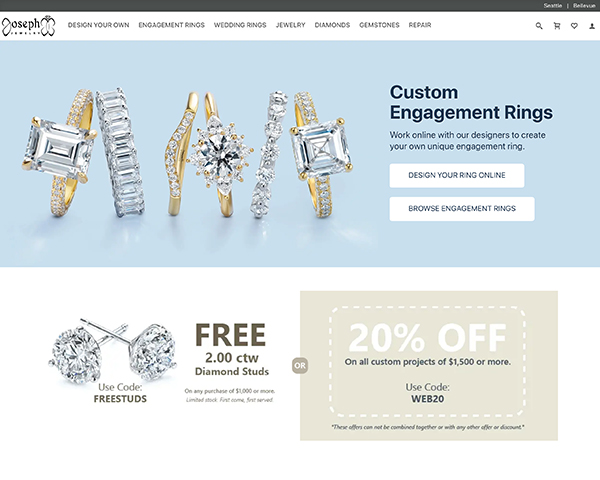 Seattle | Bellevue
Joseph
JEWELRY
DESIGN YOUR OWN ENGAGEMENT RINGS WEDDING RINGS JEWELRY DIAMONDS GEMSTONES REPAIR
Custom
Engagement Rings
Work online with our designers to create
your own unique engagement ring.
DESIGN YOUR RING ONLINE
BROWSE ENGAGEMENT RINGS
FREE
2.00 ctw
Diamond Studs
Use Code:
FREESTUDS
On any purchase of $1,000 or more.
Limited stock. First come, first served.
OR
20% OFF
On all custom projects of $1,500 or more.
Use Code:
WEB20
*These offers can not be combined together or with any other offer or discount.*